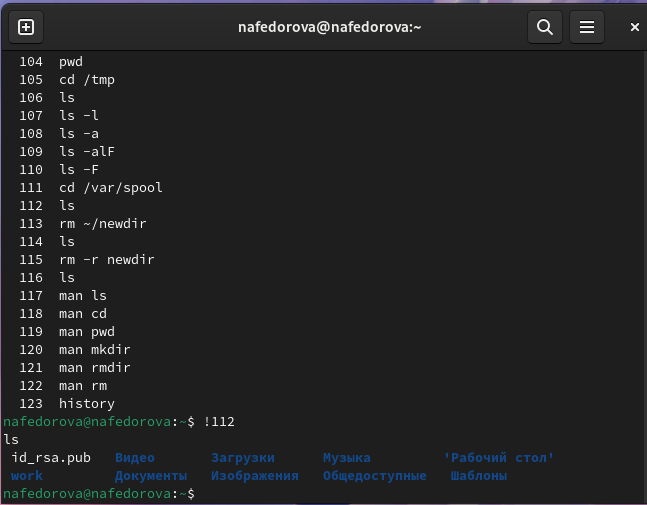 nafedorova@nafedorova:~
104 pwd
105 cd /tmp
106 ls
107 ls -l
108 ls -a
109 ls -alF
110 ls -F
111 cd /var/spool
112 ls
113 rm ~/newdir
114 ls
115 rm -r newdir
116 ls
117 man ls
118 man cd
119 man pwd
120 man mkdir
121 man rmdir
122 man rm
123 history
nafedorova@nafedorova:~$ !112
ls
id_rsa.pub Видео Загрузки Музыка 'Рабочий стол'
work Документы Изображения Общедоступные Шаблоны
nafedorova@nafedorova:~$